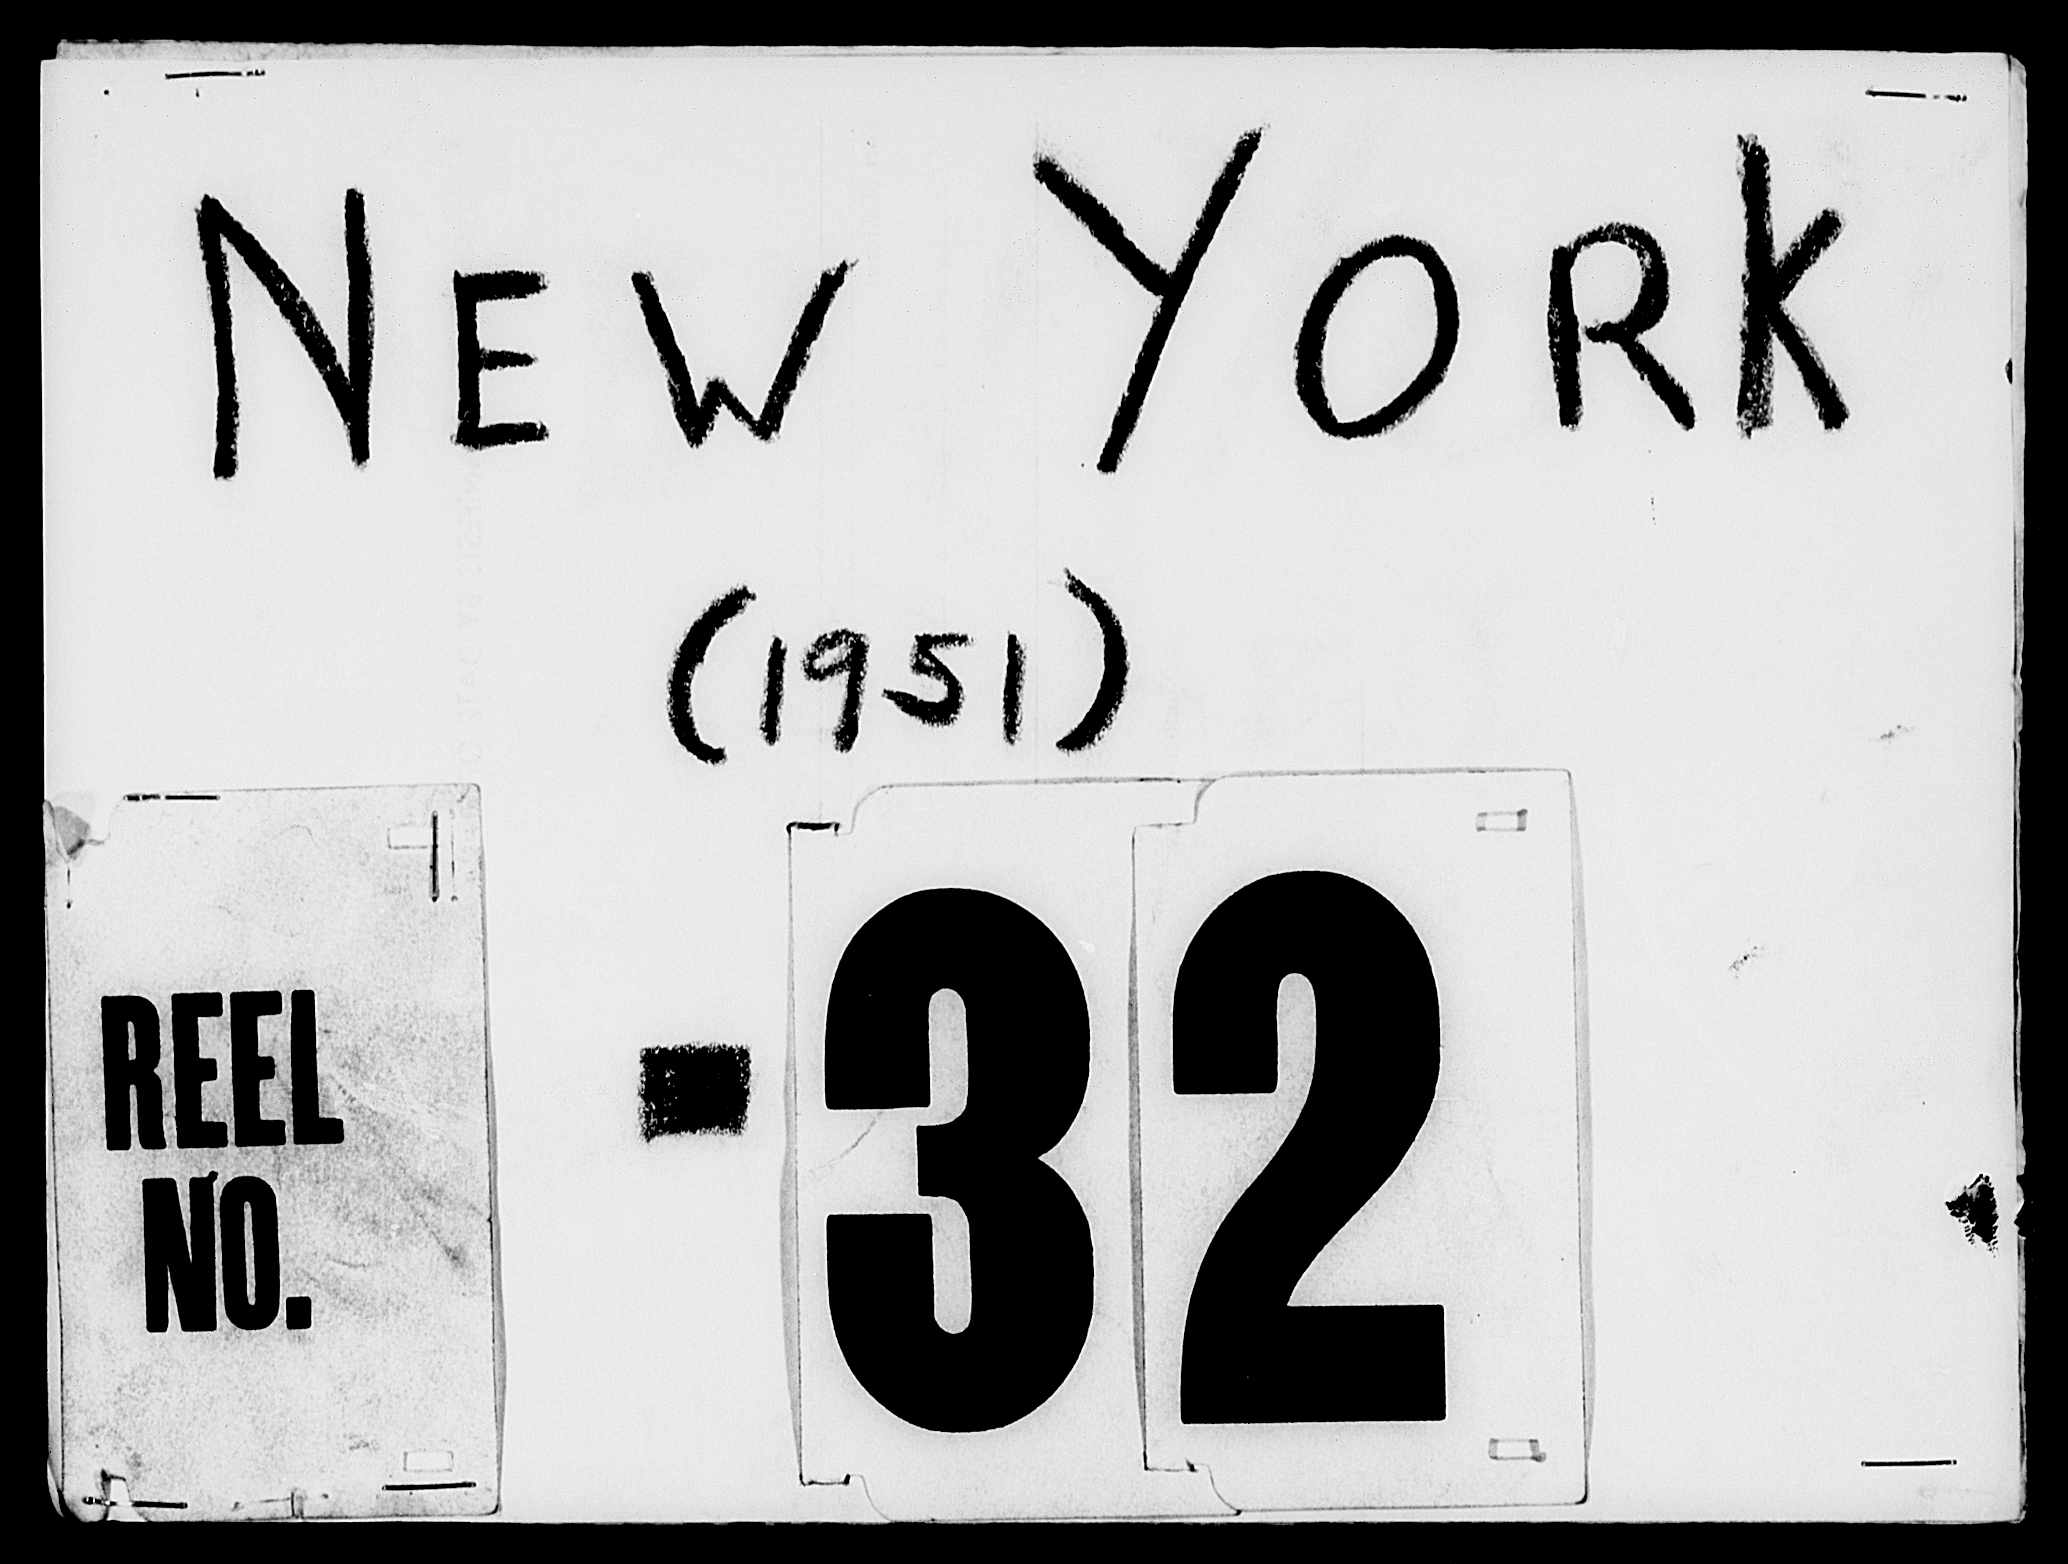 NEW YORK
(1951)
REEL
NO.
-32